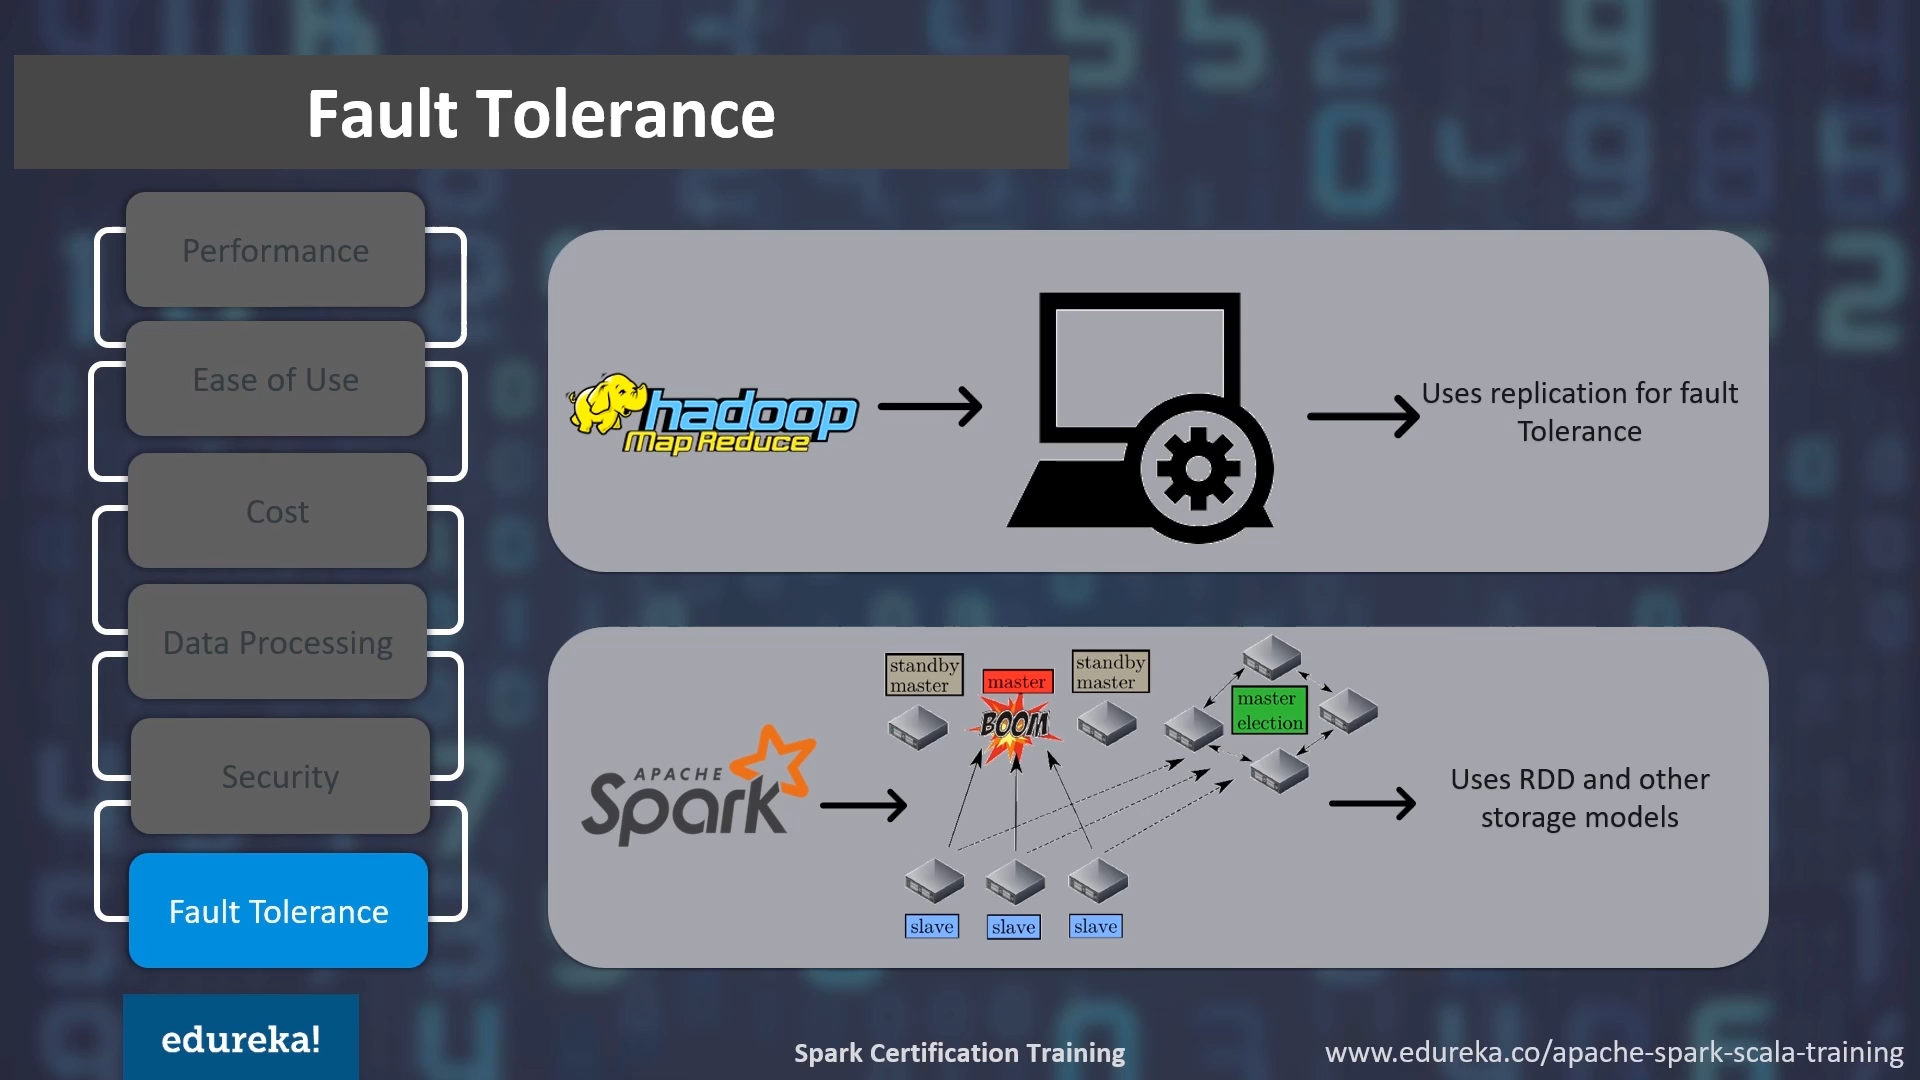 Fault Tolerance
Performance
Ease of Use
Cost
Data Processing
Security
Fault Tolerance
hadoop
Map Reduce
Uses replication for fault
Tolerance
APACHE
Spark
standby
master
master
standby
master
BOOM
master
election
slave
slave
slave
Uses RDD and other
storage models
edureka!
Spark Certification Training
www.edureka.co/apache-spark-scala-training